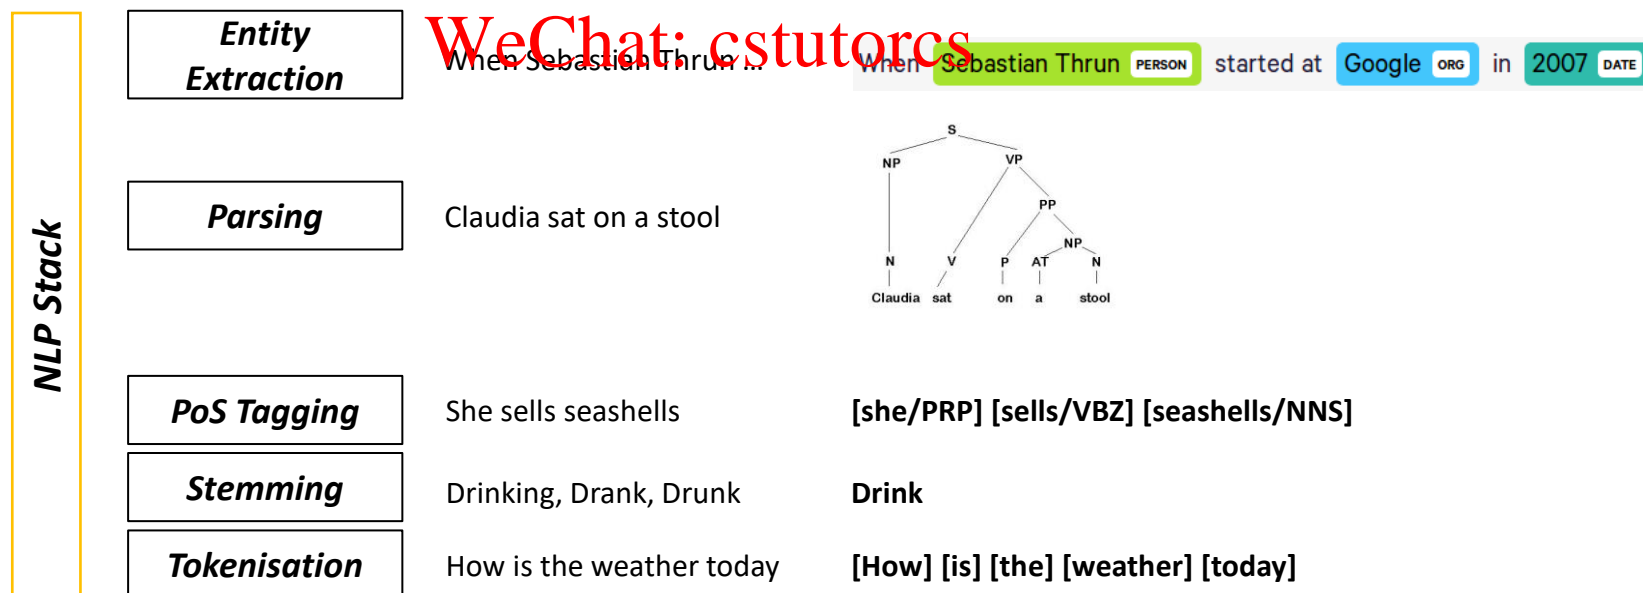 WeChat: cstutorcs
NLP Stack
Entity
Extraction
When Sebastian Thrun ...
When Sebastian Thrun PERSON started at Google ORG in 2007 DATE
Parsing
Claudia sat on a stool
S
NP VP
PP
NP
N V P AT N
Claudia sat on a stool
PoS Tagging
She sells seashells
[she/PRP] [sells/VBZ] [seashells/NNS]
Stemming
Drinking, Drank, Drunk
Drink
Tokenisation
How is the weather today
[How] [is] [the] [weather] [today]